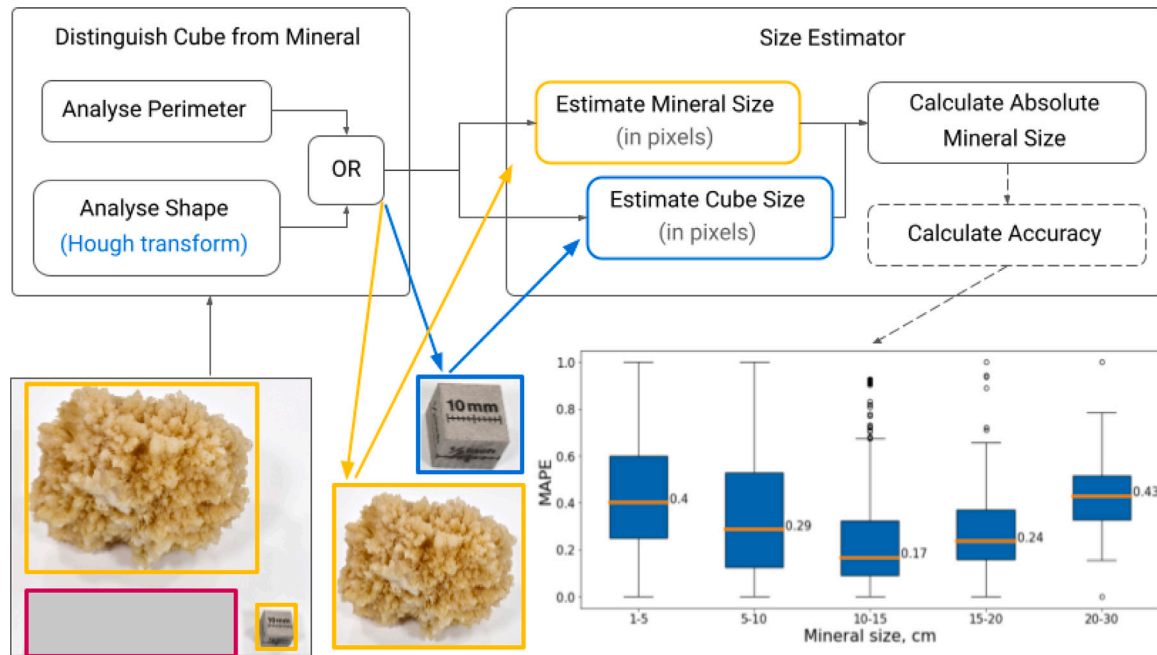 Distinguish Cube from Mineral
Analyse Perimeter
OR
Analyse Shape
(Hough transform)
Size Estimator
Estimate Mineral Size
(in pixels)
Estimate Cube Size
(in pixels)
Calculate Absolute
Mineral Size
Calculate Accuracy
10mm
10mm
MAPE
1.0
0.8
0.6
0.4
0.2
0.0
0.4
0.29
0.17
0.24
0.43
1-5
5-10
10-15
15-20
20-30
Mineral size, cm